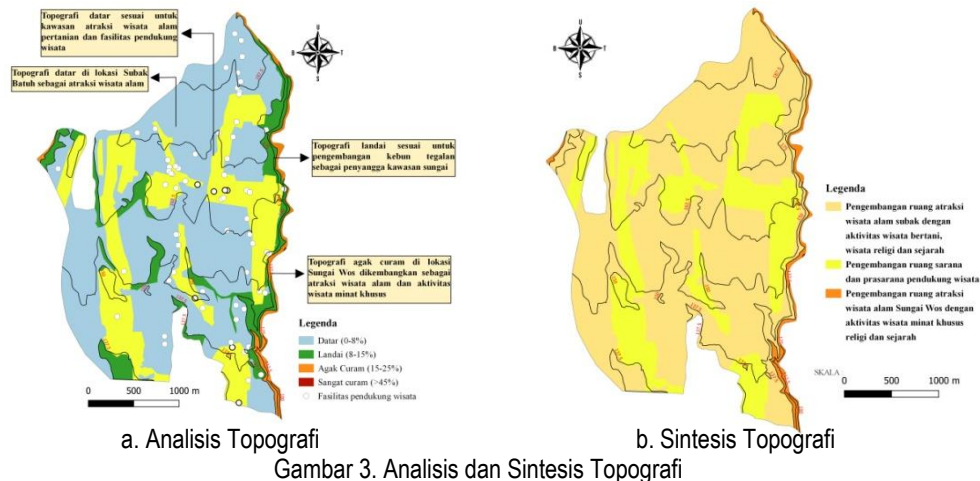 Topografi datar sesuai untuk
kawasan atraksi wisata alam
pertanian dan fasilitas pendukung
wisata
Topografi datar di lokasi Subak
Batuh sebagai atraksi wisata alam
Topografi landai sesuai untuk
pengembangan kebun tegalan
sebagai penyangga kawasan sungai
Topografi agak curam di lokasi
Sungai Wos dikembangkan sebagai
atraksi wisata alam dan aktivitas
wisata minat khusus
U
B
T
S
Legenda
Datar (0-8%)
Landai (8-15%)
Agak Curam (15-25%)
Sangat curam (>45%)
Fasilitas pendukung wisata
0 500 1000 m
U
B
T
S
Legenda
Pengembangan ruang atraksi
wisata alam subak dengan
aktivitas wisata bertani,
wisata religi dan sejarah
Pengembangan ruang sarana
dan prasarana pendukung wisata
Pengembangan ruang atraksi
wisata alam Sungai Wos dengan
aktivitas wisata minat khusus
religi dan sejarah
SKALA
0 500 1000 m
a. Analisis Topografi
b. Sintesis Topografi
Gambar 3. Analisis dan Sintesis Topografi